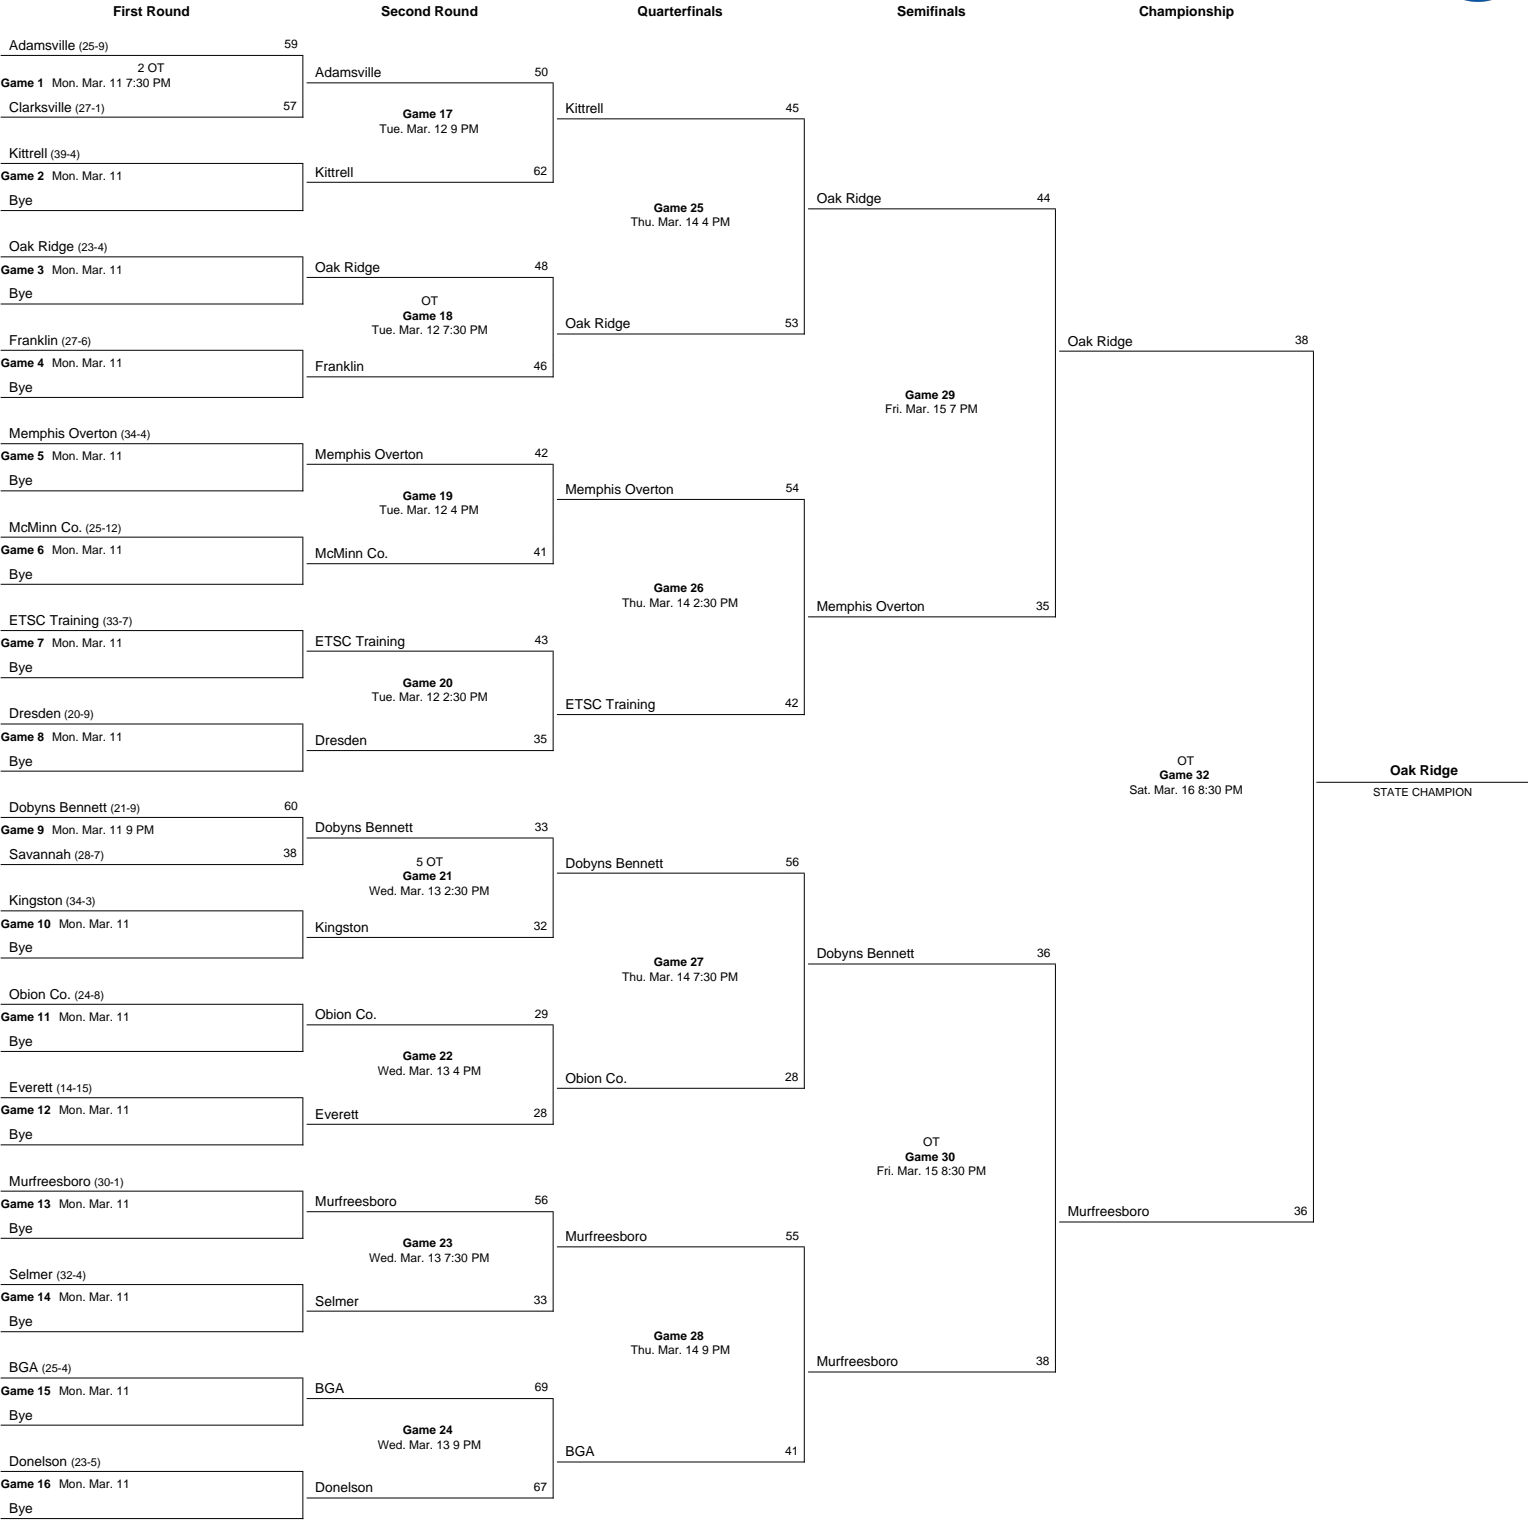 First Round
Second Round
Quarterfinals
Semifinals
Championship
Adamsville (25-9) 59
2 OT
Game 1 Mon. Mar. 11 7:30 PM
Clarksville (27-1) 57
Kittrell (39-4)
Game 2 Mon. Mar. 11
Bye
Oak Ridge (23-4)
Game 3 Mon. Mar. 11
Bye
Franklin (27-6)
Game 4 Mon. Mar. 11
Bye
Memphis Overton (34-4)
Game 5 Mon. Mar. 11
Bye
McMinn Co. (25-12)
Game 6 Mon. Mar. 11
Bye
ETSC Training (33-7)
Game 7 Mon. Mar. 11
Bye
Dresden (20-9)
Game 8 Mon. Mar. 11
Bye
Dobyns Bennett (21-9) 60
Game 9 Mon. Mar. 11 9 PM
Savannah (28-7) 38
Kingston (34-3)
Game 10 Mon. Mar. 11
Bye
Obion Co. (24-8)
Game 11 Mon. Mar. 11
Bye
Everett (14-15)
Game 12 Mon. Mar. 11
Bye
Murfreesboro (30-1)
Game 13 Mon. Mar. 11
Bye
Selmer (32-4)
Game 14 Mon. Mar. 11
Bye
BGA (25-4)
Game 15 Mon. Mar. 11
Bye
Donelson (23-5)
Game 16 Mon. Mar. 11
Bye
Adamsville 50
Game 17
Tue. Mar. 12 9 PM
Kittrell 62
Oak Ridge 48
OT
Game 18
Tue. Mar. 12 7:30 PM
Franklin 46
Memphis Overton 42
Game 19
Tue. Mar. 12 4 PM
McMinn Co. 41
ETSC Training 43
Game 20
Tue. Mar. 12 2:30 PM
Dresden 35
Dobyns Bennett 33
5 OT
Game 21
Wed. Mar. 13 2:30 PM
Kingston 32
Obion Co. 29
Game 22
Wed. Mar. 13 4 PM
Everett 28
Murfreesboro 56
Game 23
Wed. Mar. 13 7:30 PM
Selmer 33
BGA 69
Game 24
Wed. Mar. 13 9 PM
Donelson 67
Kittrell 45
Game 25
Thu. Mar. 14 4 PM
Oak Ridge 53
Memphis Overton 54
Game 26
Thu. Mar. 14 2:30 PM
ETSC Training 42
Dobyns Bennett 56
Game 27
Thu. Mar. 14 7:30 PM
Obion Co. 28
Murfreesboro 55
Game 28
Thu. Mar. 14 9 PM
BGA 41
Oak Ridge 44
Game 29
Fri. Mar. 15 7 PM
Memphis Overton 35
Dobyns Bennett 36
OT
Game 30
Fri. Mar. 15 8:30 PM
Murfreesboro 38
Oak Ridge 38
OT
Game 32
Sat. Mar. 16 8:30 PM
Murfreesboro 36
Oak Ridge
STATE CHAMPION